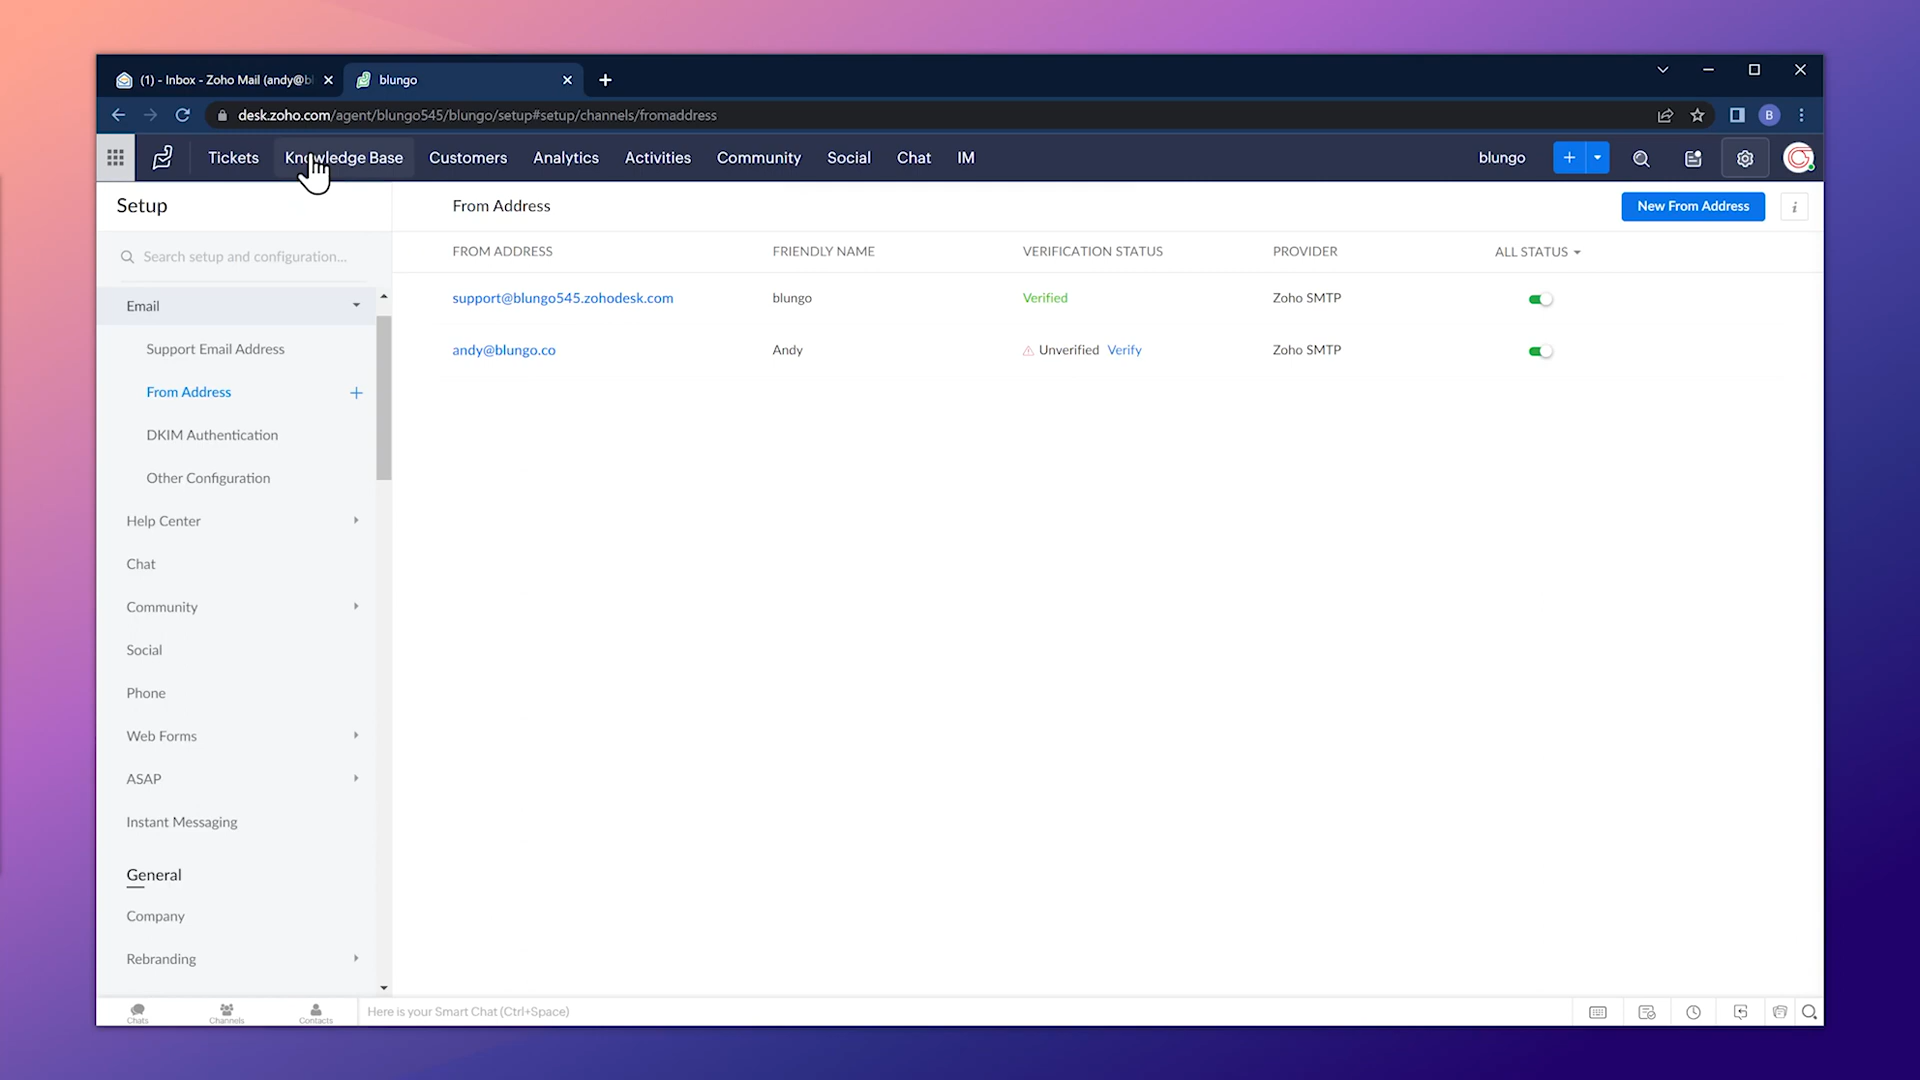 (1) - Inbox - Zoho Mail (andy@bl
blungo
desk.zoho.com/agent/blungo545/blungo/setup#setup/channels/fromaddress
B
Tickets
Knowledge Base
Customers
Analytics
Activities
Community
Social
Chat
IM
blungo
Setup
From Address
New From Address
i
Search setup and configuration...
FROM ADDRESS
FRIENDLY NAME
VERIFICATION STATUS
PROVIDER
ALL STATUS
support@blungo545.zohodesk.com
blungo
Verified
Zoho SMTP
andy@blungo.co
Andy
Unverified Verify
Zoho SMTP
Email
Support Email Address
From Address
DKIM Authentication
Other Configuration
Help Center
Chat
Community
Social
Phone
Web Forms
ASAP
Instant Messaging
General
Company
Rebranding
Chats
Channels
Contacts
Here is your Smart Chat (Ctrl+Space)